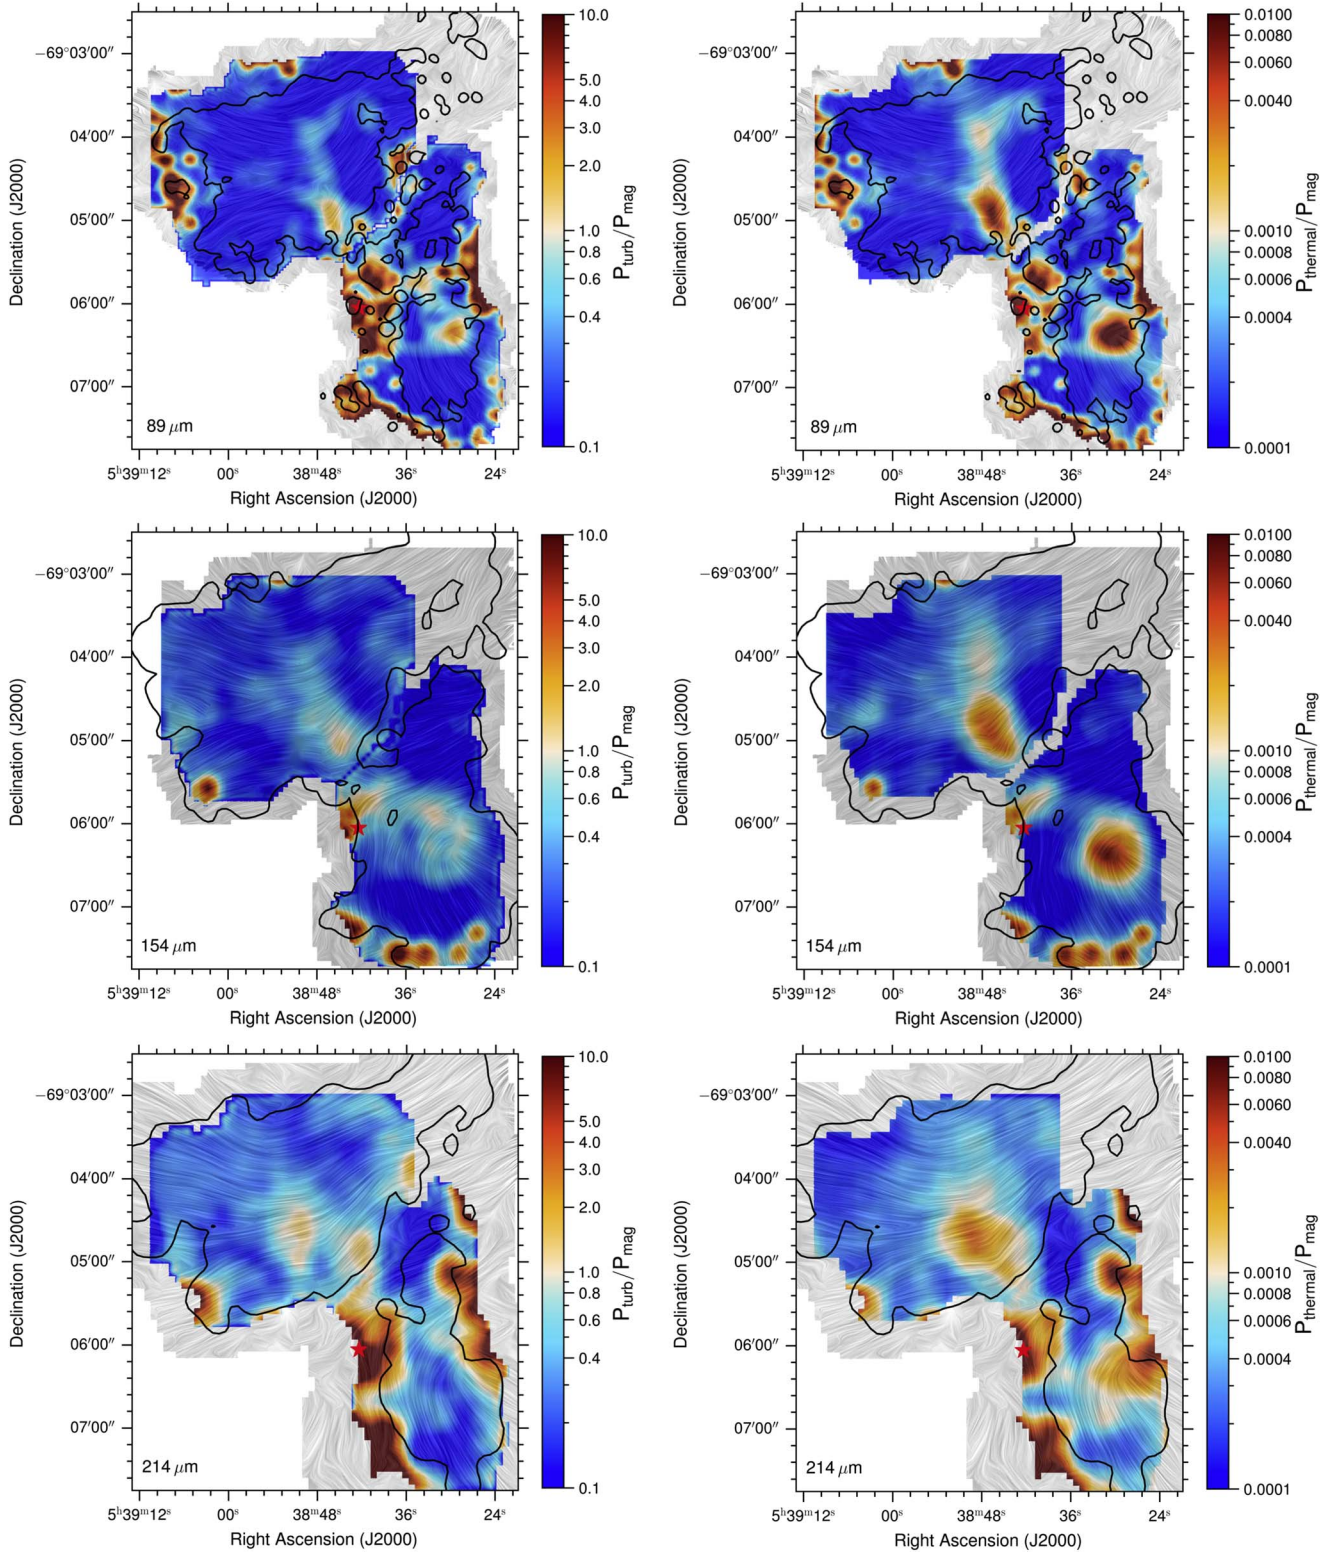 −69°03′00″
04′00″
05′00″
06′00″
07′00″
Declination (J2000)
89 μm
5ʰ39ᵐ12ˢ 00ˢ 38ᵐ48ˢ 36ˢ 24ˢ
Right Ascension (J2000)
10.0
5.0
4.0
3.0
2.0
1.0
0.8
0.6
0.4
0.1
P_turb/P_mag
−69°03′00″
04′00″
05′00″
06′00″
07′00″
Declination (J2000)
89 μm
5ʰ39ᵐ12ˢ 00ˢ 38ᵐ48ˢ 36ˢ 24ˢ
Right Ascension (J2000)
0.0100
0.0080
0.0060
0.0040
0.0010
0.0008
0.0006
0.0004
0.0001
P_thermal/P_mag
−69°03′00″
04′00″
05′00″
06′00″
07′00″
Declination (J2000)
154 μm
5ʰ39ᵐ12ˢ 00ˢ 38ᵐ48ˢ 36ˢ 24ˢ
Right Ascension (J2000)
10.0
5.0
4.0
3.0
2.0
1.0
0.8
0.6
0.4
0.1
P_turb/P_mag
−69°03′00″
04′00″
05′00″
06′00″
07′00″
Declination (J2000)
154 μm
5ʰ39ᵐ12ˢ 00ˢ 38ᵐ48ˢ 36ˢ 24ˢ
Right Ascension (J2000)
0.0100
0.0080
0.0060
0.0040
0.0010
0.0008
0.0006
0.0004
0.0001
P_thermal/P_mag
−69°03′00″
04′00″
05′00″
06′00″
07′00″
Declination (J2000)
214 μm
5ʰ39ᵐ12ˢ 00ˢ 38ᵐ48ˢ 36ˢ 24ˢ
Right Ascension (J2000)
10.0
5.0
4.0
3.0
2.0
1.0
0.8
0.6
0.4
0.1
P_turb/P_mag
−69°03′00″
04′00″
05′00″
06′00″
07′00″
Declination (J2000)
214 μm
5ʰ39ᵐ12ˢ 00ˢ 38ᵐ48ˢ 36ˢ 24ˢ
Right Ascension (J2000)
0.0100
0.0080
0.0060
0.0040
0.0010
0.0008
0.0006
0.0004
0.0001
P_thermal/P_mag